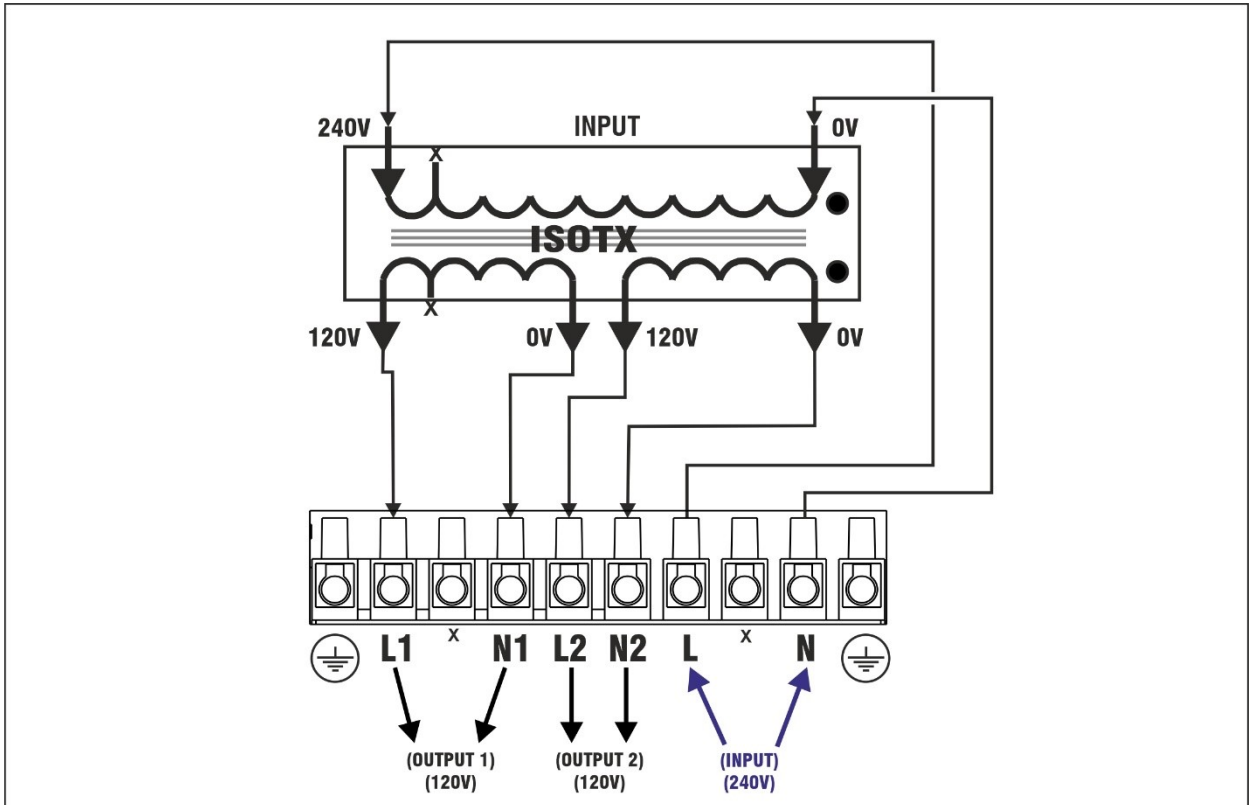 240V INPUT 0V
X
ISOTX
X
120V 0V 120V 0V
L1 X N1 L2 N2 L X N
(OUTPUT 1) (OUTPUT 2) (INPUT)
(120V) (120V) (240V)